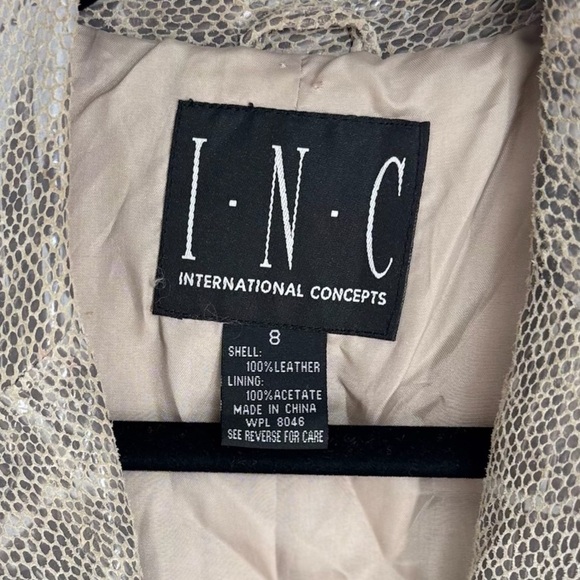 I·N·C
INTERNATIONAL CONCEPTS
8
SHELL:
100%LEATHER
LINING:
100%ACETATE
MADE IN CHINA
WPL 8046
SEE REVERSE FOR CARE